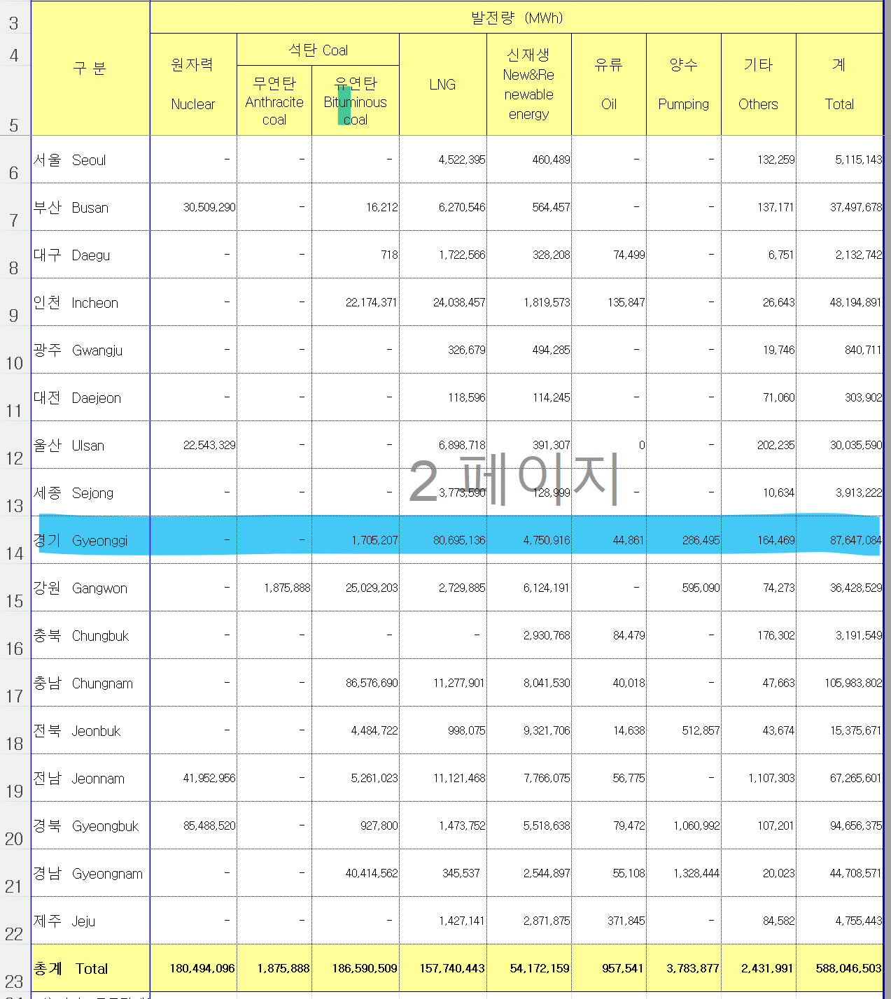 3 발전량 (MWh)
4 구 분 원자력 석탄 Coal LNG 신재생 유류 양수 기타 계
무연탄 유연탄 New&Re
Nuclear Anthracite Bituminous newable Oil Pumping Others Total
5 coal coal energy
6 서울 Seoul - - - 4,522,395 460,489 - - 132,259 5,115,143
7 부산 Busan 30,509,290 - 16,212 6,270,546 564,457 - - 137,171 37,497,678
8 대구 Daegu - - 718 1,722,566 328,208 74,499 - 6,751 2,132,742
9 인천 Incheon - - 22,174,371 24,038,457 1,819,573 135,847 - 26,643 48,194,891
10 광주 Gwangju - - - 326,679 494,285 - - 19,746 840,711
11 대전 Daejeon - - - 118,596 114,245 - - 71,060 303,902
12 울산 Ulsan 22,543,329 - - 6,898,718 391,307 0 - 202,235 30,035,590
2 페이지
13 세종 Sejong - - - 3,773,590 128,999 - - 10,634 3,913,222
14 경기 Gyeonggi - - 1,705,207 80,695,136 4,750,916 44,861 286,495 164,469 87,647,084
15 강원 Gangwon - 1,875,888 25,029,203 2,729,885 6,124,191 - 595,090 74,273 36,428,529
16 충북 Chungbuk - - - - 2,930,768 84,479 - 176,302 3,191,549
17 충남 Chungnam - - 86,576,690 11,277,901 8,041,530 40,018 - 47,663 105,983,802
18 전북 Jeonbuk - - 4,484,722 998,075 9,321,706 14,638 512,857 43,674 15,375,671
19 전남 Jeonnam 41,952,956 - 5,261,023 11,121,468 7,766,075 56,775 - 1,107,303 67,265,601
20 경북 Gyeongbuk 85,488,520 - 927,800 1,473,752 5,518,638 79,472 1,060,992 107,201 94,656,375
21 경남 Gyeongnam - - 40,414,562 345,537 2,544,897 55,108 1,328,444 20,023 44,708,571
22 제주 Jeju - - - 1,427,141 2,871,875 371,845 - 84,582 4,755,443
23 총계 Total 180,494,096 1,875,888 186,590,509 157,740,443 54,172,159 957,541 3,783,877 2,431,991 588,046,503